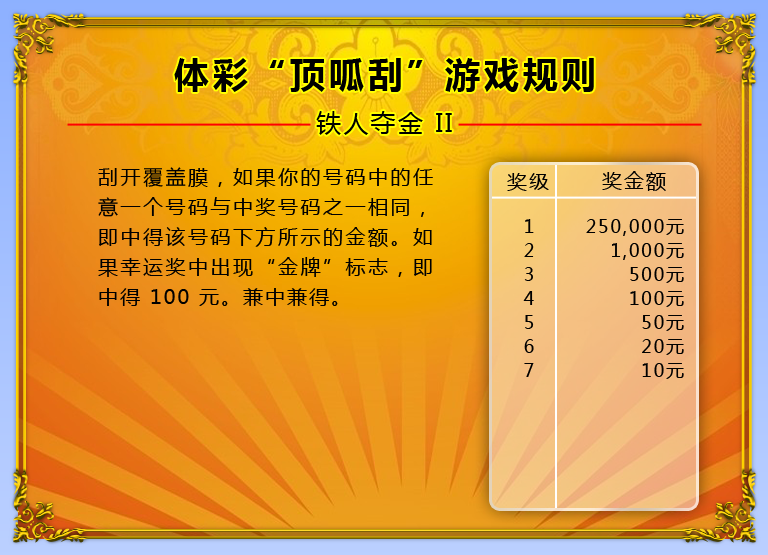 体彩“顶呱刮”游戏规则
铁人夺金 II
刮开覆盖膜，如果你的号码中的任
意一个号码与中奖号码之一相同，
即中得该号码下方所示的金额。如
果幸运奖中出现“金牌”标志，即
中得 100 元。兼中兼得。
奖级 奖金额
1 250,000元
2 1,000元
3 500元
4 100元
5 50元
6 20元
7 10元